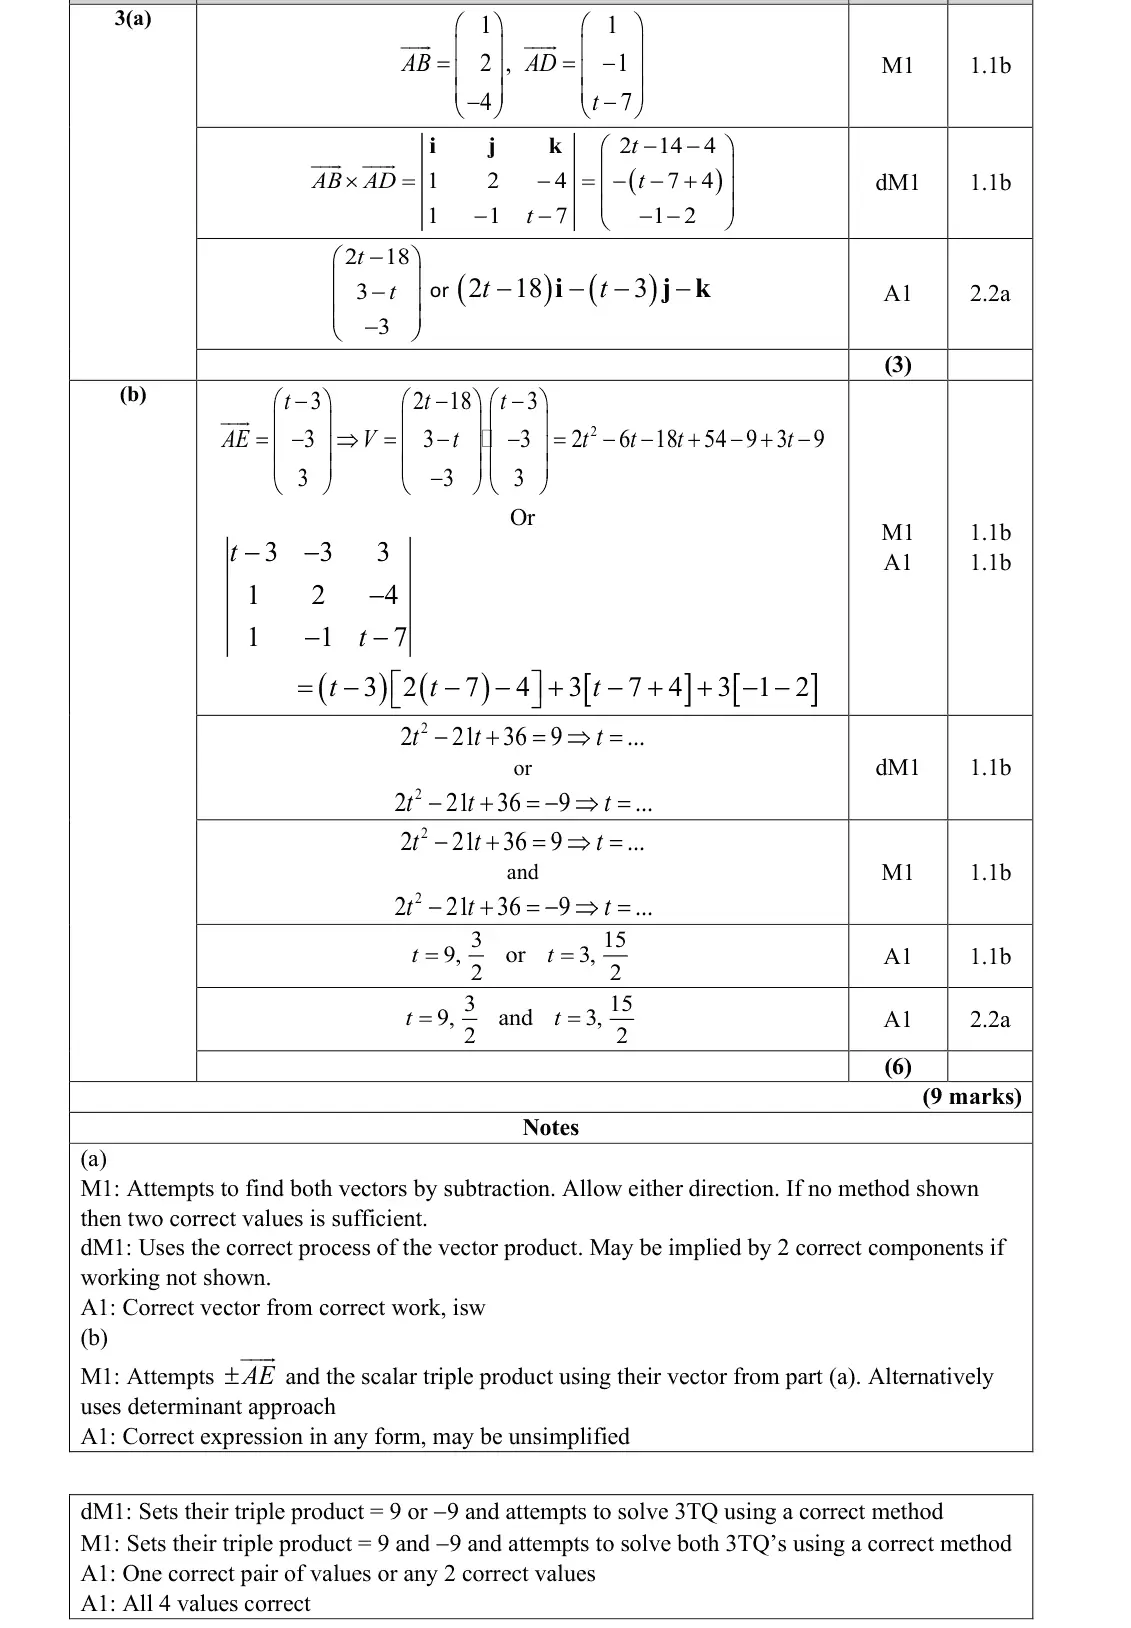 3(a)
AB = (1 2 −4), AD = (1 −1 t − 7) M1 1.1b
AB × AD = |i j k 1 2 −4 1 −1 t − 7| = (2t − 14 − 4 −(t − 7 + 4) −1 − 2) dM1 1.1b
(2t − 18 3 − t −3) or (2t − 18)i − (t − 3)j − k A1 2.2a
(3)
(b)
AE = (t − 3 −3 3) ⇒ V = (2t − 18 3 − t −3) (t − 3 −3 3) = 2t² − 6t − 18t + 54 − 9 + 3t − 9
Or
M1 1.1b
A1 1.1b
|t − 3 −3 3
1 2 −4
1 −1 t − 7|
= (t − 3)[2(t − 7) − 4] + 3[t − 7 + 4] + 3[−1 − 2]
2t² − 21t + 36 = 9 ⇒ t = ...
or dM1 1.1b
2t² − 21t + 36 = −9 ⇒ t = ...
2t² − 21t + 36 = 9 ⇒ t = ...
and M1 1.1b
2t² − 21t + 36 = −9 ⇒ t = ...
t = 9, 3/2 or t = 3, 15/2 A1 1.1b
t = 9, 3/2 and t = 3, 15/2 A1 2.2a
(6)
(9 marks)
Notes
(a)
M1: Attempts to find both vectors by subtraction. Allow either direction. If no method shown
then two correct values is sufficient.
dM1: Uses the correct process of the vector product. May be implied by 2 correct components if
working not shown.
A1: Correct vector from correct work, isw
(b)
M1: Attempts ±AE and the scalar triple product using their vector from part (a). Alternatively
uses determinant approach
A1: Correct expression in any form, may be unsimplified
dM1: Sets their triple product = 9 or −9 and attempts to solve 3TQ using a correct method
M1: Sets their triple product = 9 and −9 and attempts to solve both 3TQ's using a correct method
A1: One correct pair of values or any 2 correct values
A1: All 4 values correct